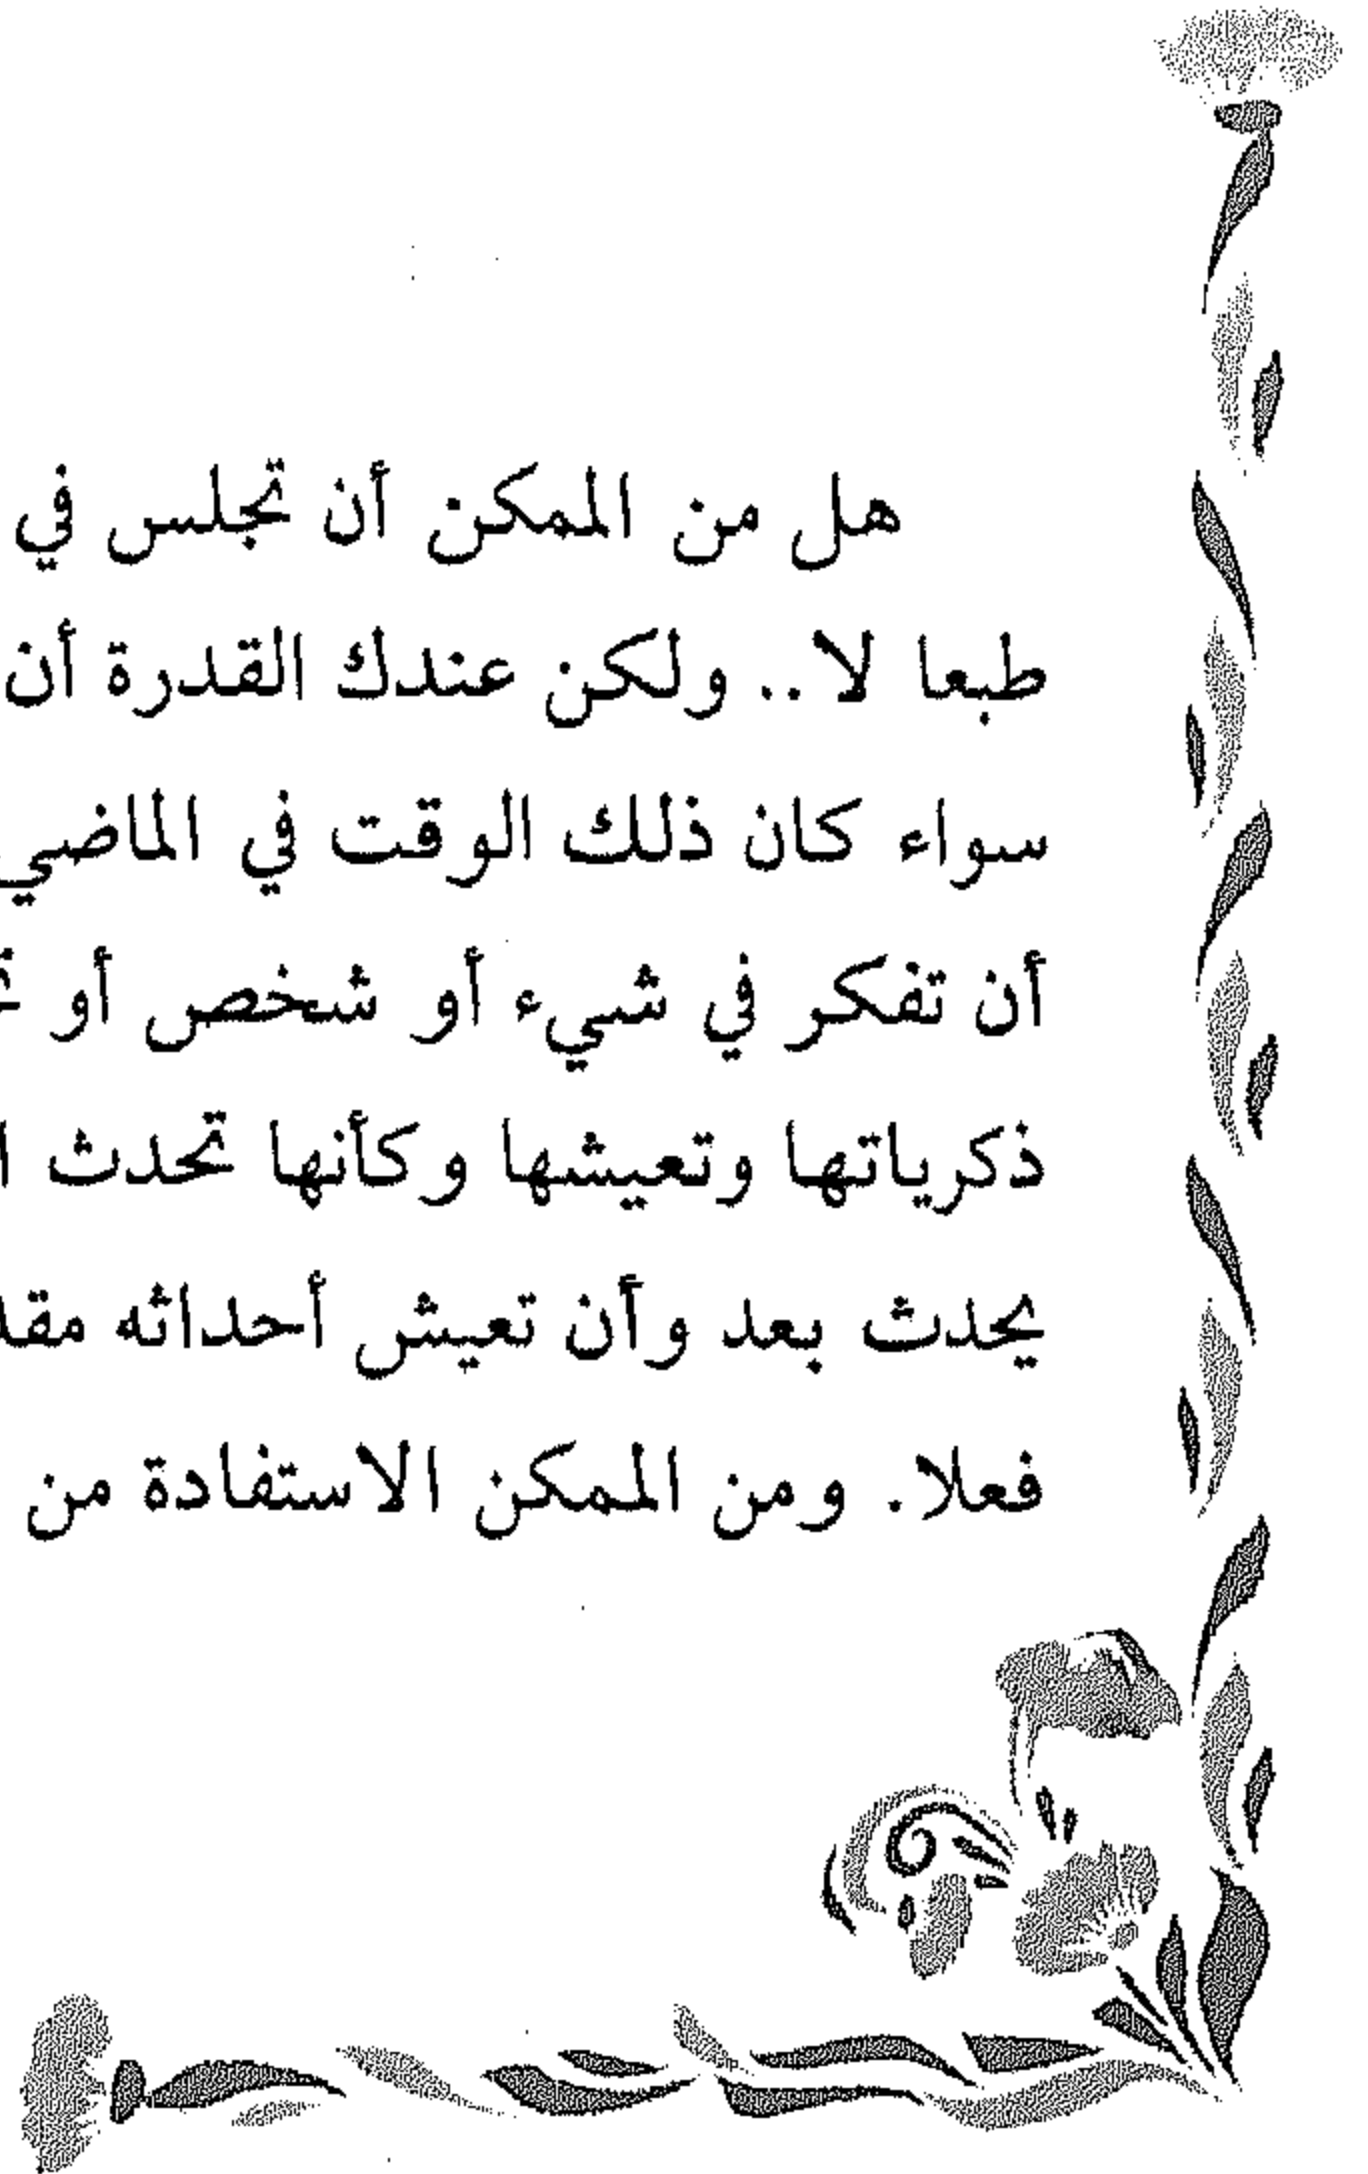 هل من الممكن أن تجلس في
طبعا لا.. ولكن عندك القدرة أن
سواء كان ذلك الوقت في الماضي
أن تفكر في شيء أو شخص أو
ذكرياتها وتعيشها وكأنها تحدث
يحدث بعد وأن تعيش أحداثه
فعلا. ومن الممكن الاستفادة من